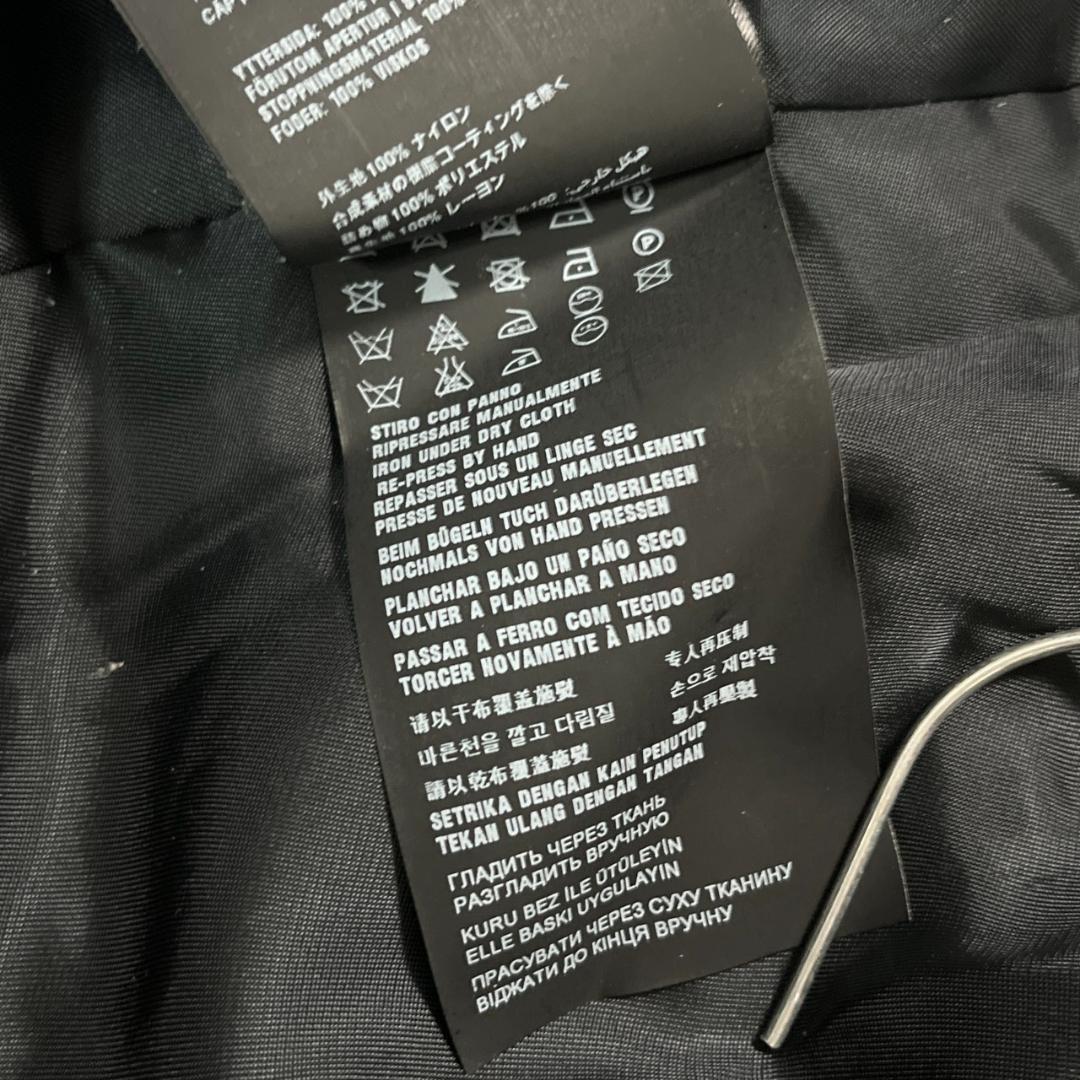 YTTERSIDA: 100%
FÖRUTOM APERTUR I
STOPPNINGSMATERIAL 100%
FODER: 100% VISKOS
外生地100% ナイロン
合成素材の樹脂コーティングを除く
詰め物100% ポリエステル
100% レーヨン
STIRO CON PANNO
RIPRESSARE MANUALMENTE
IRON UNDER DRY CLOTH
RE-PRESS BY HAND
REPASSER SOUS UN LINGE SEC
PRESSE DE NOUVEAU MANUELLEMENT
BEIM BÜGELN TUCH DARÜBERLEGEN
NOCHMALS VON HAND PRESSEN
PLANCHAR BAJO UN PAÑO SECO
VOLVER A PLANCHAR A MANO
PASSAR A FERRO COM TECIDO SECO
TORCER NOVAMENTE À MÃO
请以干布覆盖施熨 专人再压制
마른천을 깔고 다림질 손으로 재압착
請以乾布覆蓋施熨 專人再壓製
SETRIKA DENGAN KAIN PENUTUP
TEKAN ULANG DENGAN TANGAN
ГЛАДИТЬ ЧЕРЕЗ ТКАНЬ
РАЗГЛАДИТЬ ВРУЧНУЮ
KURU BEZ İLE ÜTÜLEYİN
ELLE BASKI UYGULAYIN
ПРАСУВАТИ ЧЕРЕЗ СУХУ ТКАНИНУ
ВІДЖАТИ ДО КІНЦЯ ВРУЧНУ